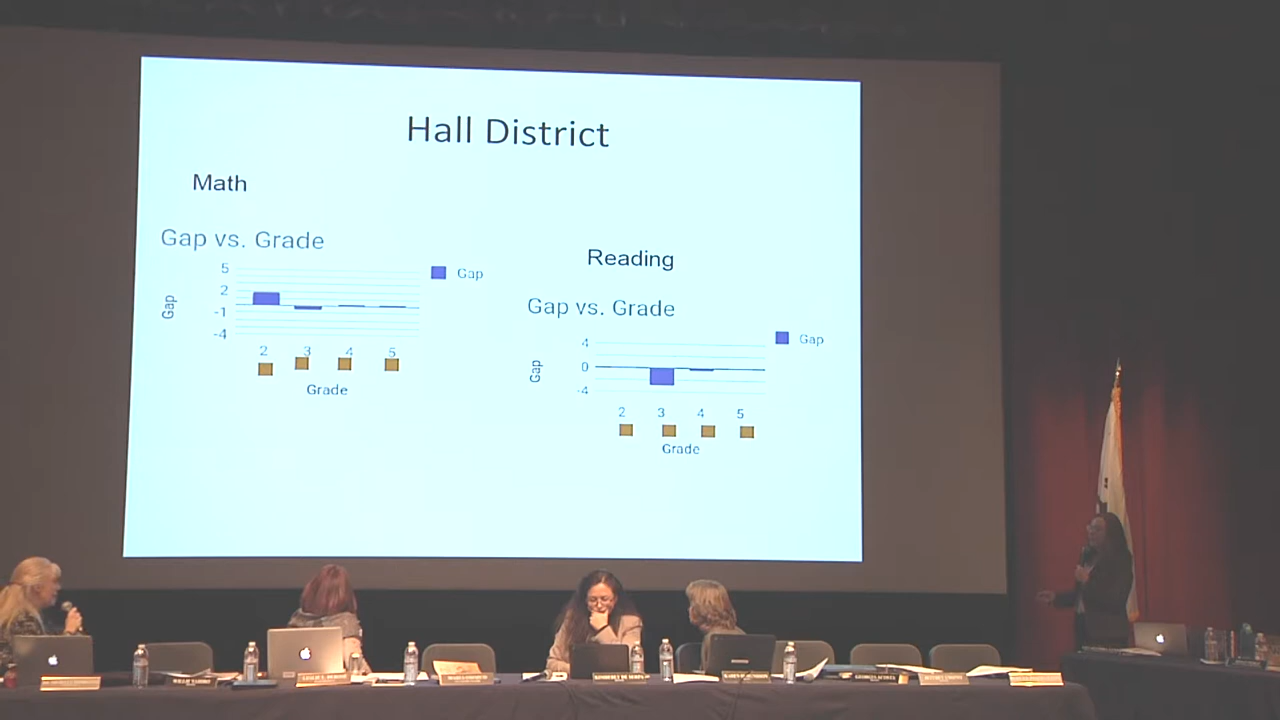 Hall District
Math
Gap vs. Grade
5
2
-1
-4
Gap
Gap
2 3 4 5
Grade
Reading
Gap vs. Grade
4
0
-4
Gap
Gap
2 3 4 5
Grade